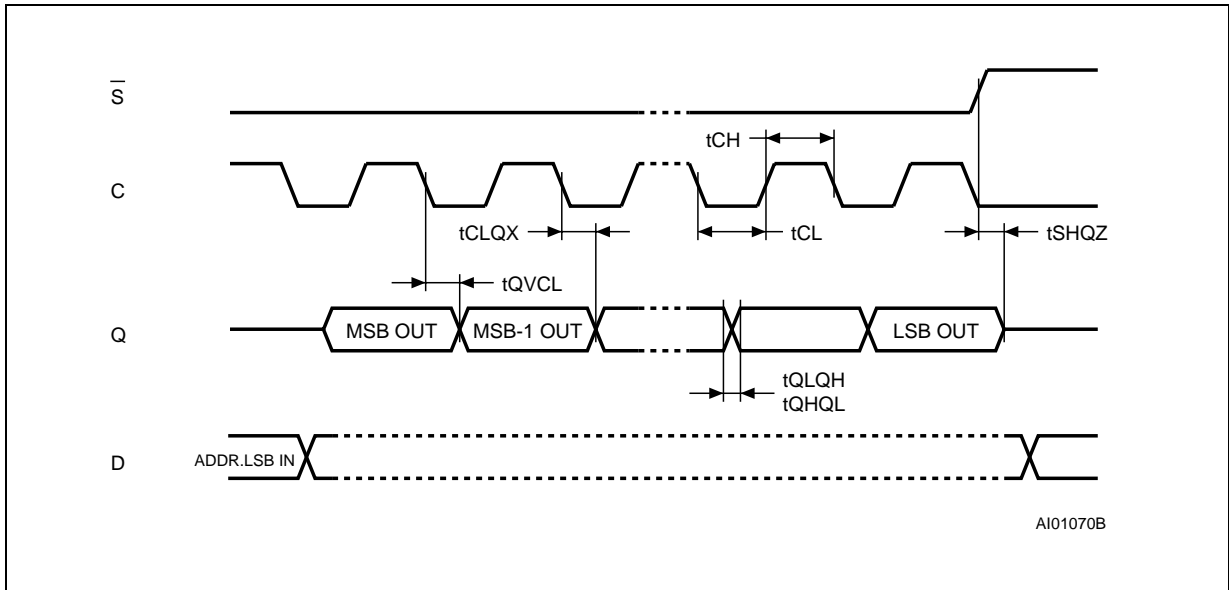 S̅
tCH
C
tCLQX
tCL
tSHQZ
tQVCL
Q
MSB OUT
MSB-1 OUT
LSB OUT
tQLQH
tQHQL
D
ADDR.LSB IN
AI01070B